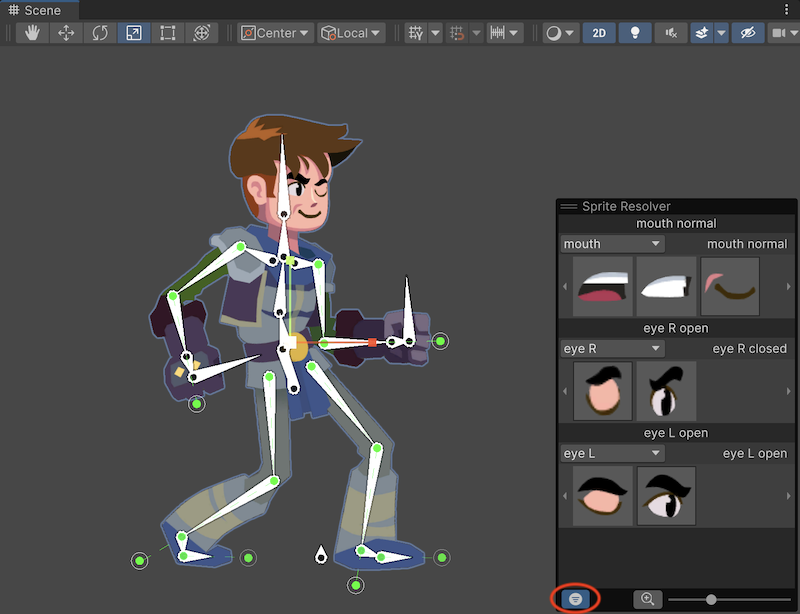 Scene
Center
Local
2D
Sprite Resolver
mouth normal
mouth
mouth normal
eye R open
eye R
eye R closed
eye L open
eye L
eye L open